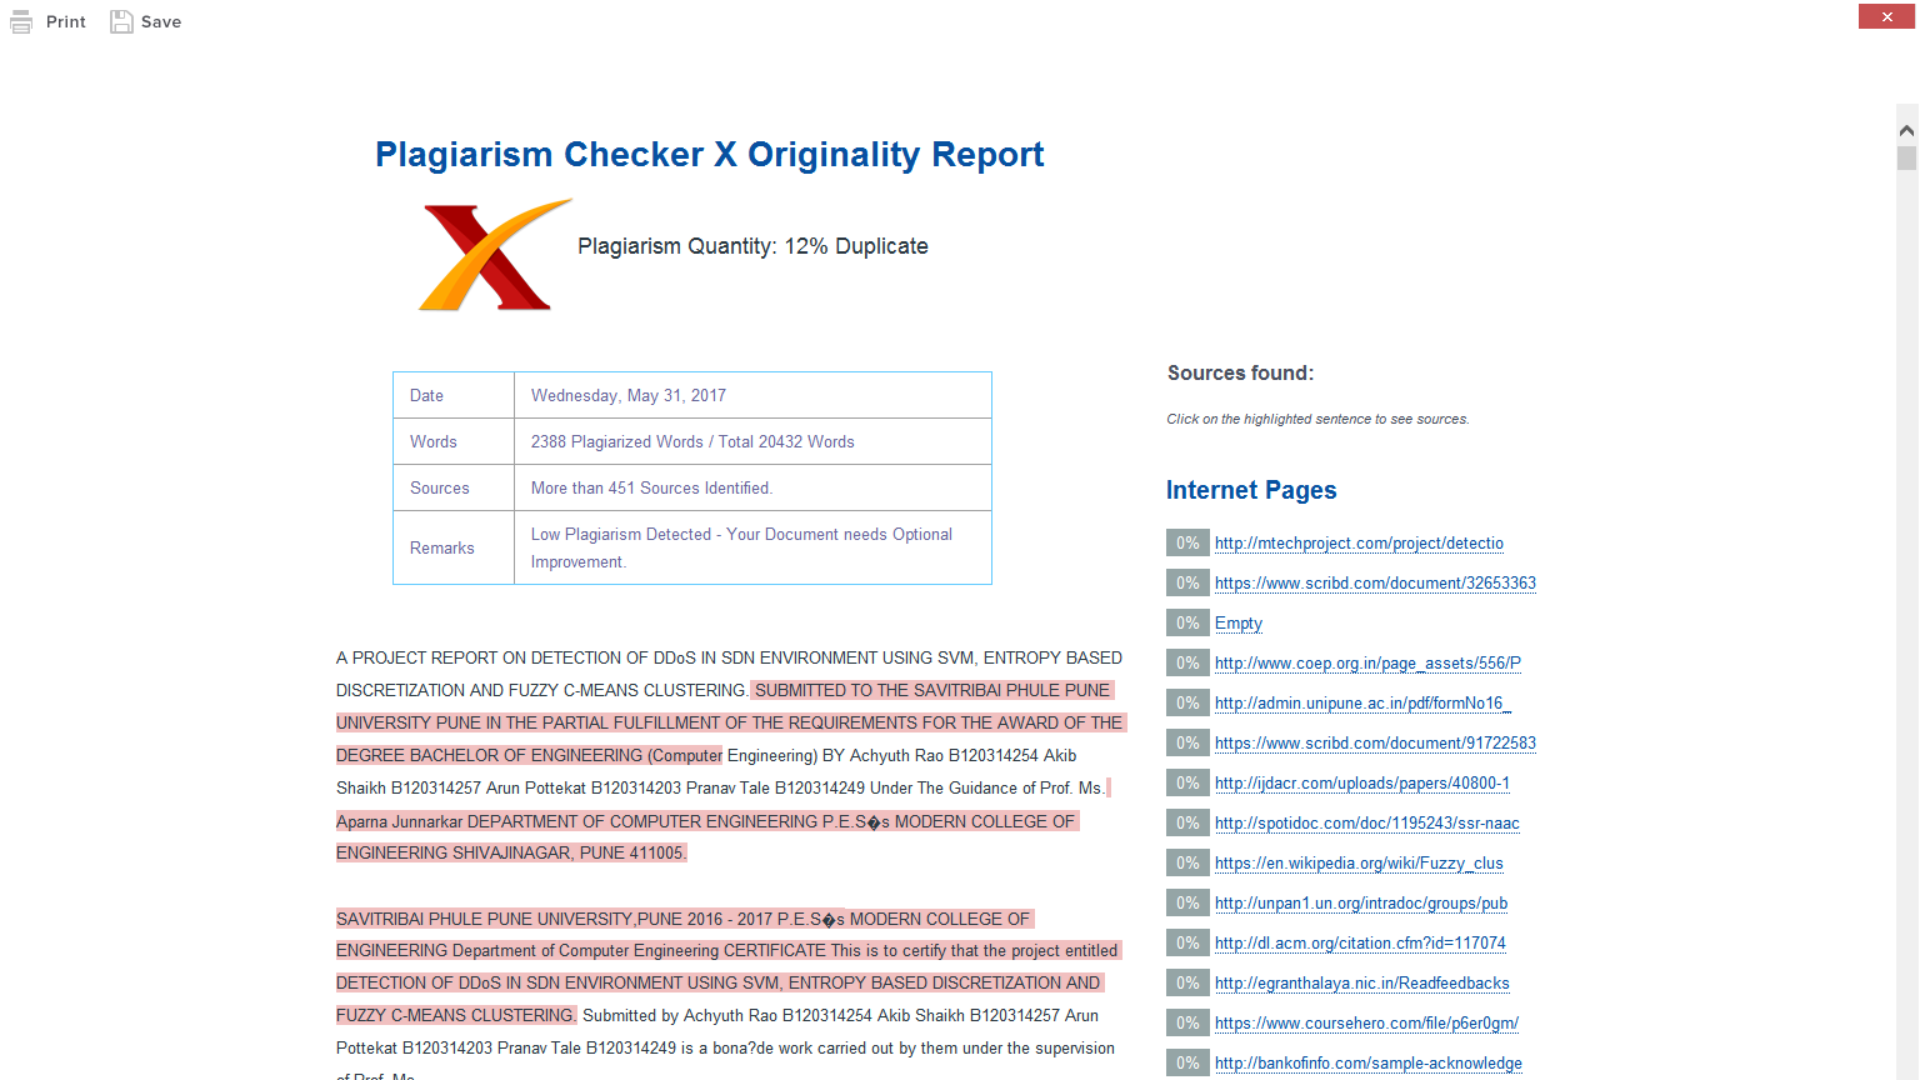 Print Save
Plagiarism Checker X Originality Report
Plagiarism Quantity: 12% Duplicate
Date Wednesday, May 31, 2017
Words 2388 Plagiarized Words / Total 20432 Words
Sources More than 451 Sources Identified.
Remarks Low Plagiarism Detected - Your Document needs Optional
Improvement.
A PROJECT REPORT ON DETECTION OF DDoS IN SDN ENVIRONMENT USING SVM, ENTROPY BASED
DISCRETIZATION AND FUZZY C-MEANS CLUSTERING. SUBMITTED TO THE SAVITRIBAI PHULE PUNE
UNIVERSITY PUNE IN THE PARTIAL FULFILLMENT OF THE REQUIREMENTS FOR THE AWARD OF THE
DEGREE BACHELOR OF ENGINEERING (Computer Engineering) BY Achyuth Rao B120314254 Akib
Shaikh B120314257 Arun Pottekat B120314203 Pranav Tale B120314249 Under The Guidance of Prof. Ms.
Aparna Junnarkar DEPARTMENT OF COMPUTER ENGINEERING P.E.S�s MODERN COLLEGE OF
ENGINEERING SHIVAJINAGAR, PUNE 411005.
SAVITRIBAI PHULE PUNE UNIVERSITY,PUNE 2016 - 2017 P.E.S�s MODERN COLLEGE OF
ENGINEERING Department of Computer Engineering CERTIFICATE This is to certify that the project entitled
DETECTION OF DDoS IN SDN ENVIRONMENT USING SVM, ENTROPY BASED DISCRETIZATION AND
FUZZY C-MEANS CLUSTERING. Submitted by Achyuth Rao B120314254 Akib Shaikh B120314257 Arun
Pottekat B120314203 Pranav Tale B120314249 is a bona?de work carried out by them under the supervision
of Prof. Ms.
Sources found:
Click on the highlighted sentence to see sources.
Internet Pages
0% http://mtechproject.com/project/detectio
0% https://www.scribd.com/document/32653363
0% Empty
0% http://www.coep.org.in/page_assets/556/P
0% http://admin.unipune.ac.in/pdf/formNo16_
0% https://www.scribd.com/document/91722583
0% http://ijdacr.com/uploads/papers/40800-1
0% http://spotidoc.com/doc/1195243/ssr-naac
0% https://en.wikipedia.org/wiki/Fuzzy_clus
0% http://unpan1.un.org/intradoc/groups/pub
0% http://dl.acm.org/citation.cfm?id=117074
0% http://egranthalaya.nic.in/Readfeedbacks
0% https://www.coursehero.com/file/p6er0gm/
0% http://bankofinfo.com/sample-acknowledge